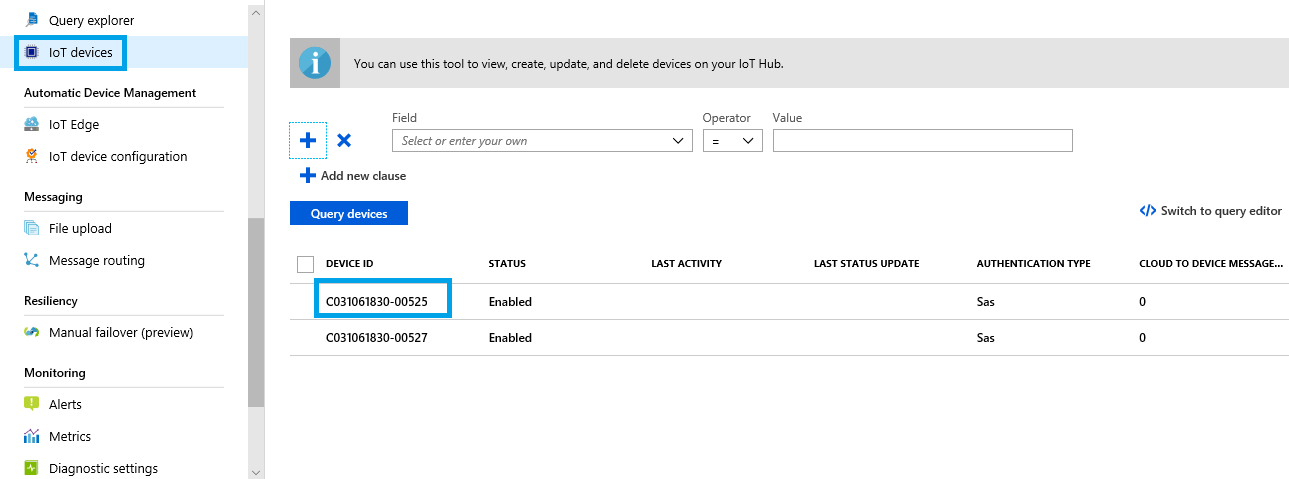 Query explorer
IoT devices
Automatic Device Management
IoT Edge
IoT device configuration
Messaging
File upload
Message routing
Resiliency
Manual failover (preview)
Monitoring
Alerts
Metrics
Diagnostic settings
You can use this tool to view, create, update, and delete devices on your IoT Hub.
Field Operator Value
Select or enter your own =
Add new clause
Query devices
Switch to query editor
DEVICE ID STATUS LAST ACTIVITY LAST STATUS UPDATE AUTHENTICATION TYPE CLOUD TO DEVICE MESSAGE...
C031061830-00525 Enabled Sas 0
C031061830-00527 Enabled Sas 0